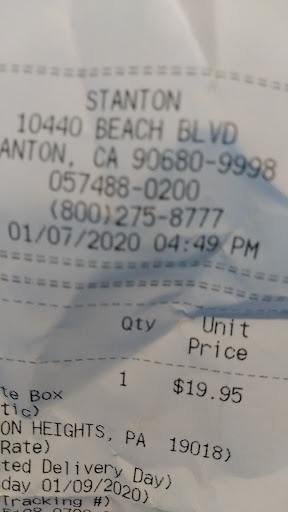 STANTON
10440 BEACH BLVD
ANTON, CA 90680-9998
057488-0200
(800)275-8777
01/07/2020 04:49 PM
Qty Unit
Price
1 $19.95
te Box
tic)
ON HEIGHTS, PA 19018)
Rate)
ted Delivery Day)
day 01/09/2020)
Tracking #)